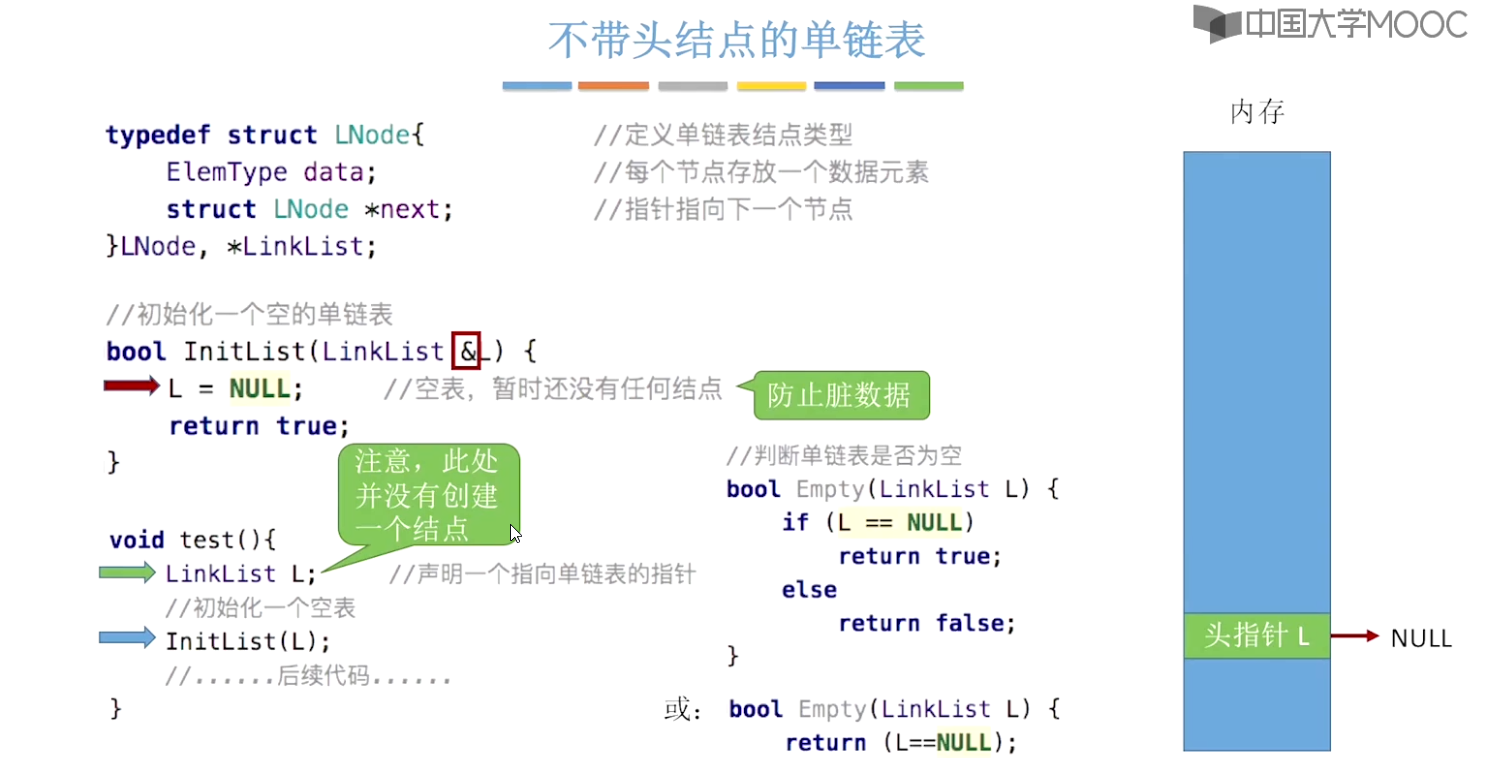 不带头结点的单链表
中国大学MOOC
typedef struct LNode{ //定义单链表结点类型
ElemType data; //每个节点存放一个数据元素
struct LNode *next; //指针指向下一个节点
}LNode, *LinkList;
//初始化一个空的单链表
bool InitList(LinkList &L) {
L = NULL; //空表，暂时还没有任何结点
防止脏数据
return true;
}
注意，此处
并没有创建
一个结点
void test(){
LinkList L; //声明一个指向单链表的指针
//初始化一个空表
InitList(L);
//......后续代码......
}
//判断单链表是否为空
bool Empty(LinkList L) {
if (L == NULL)
return true;
else
return false;
}
或：
bool Empty(LinkList L) {
return (L==NULL);
内存
头指针 L
NULL